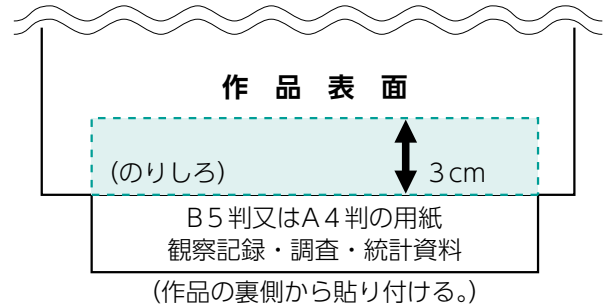 作品表面
(のりしろ)
3cm
B5判又はA4判の用紙
観察記録・調査・統計資料
(作品の裏側から貼り付ける。)